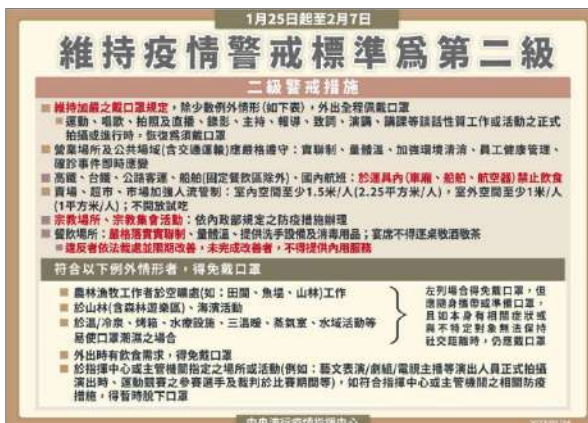 1月25日起至2月7日
維持疫情警戒標準為第二級
二級警戒措施
維持加嚴之戴口罩規定，除少數例外情形(如下表)，外出全程佩戴口罩
運動、唱歌、拍照及直播、錄影、主持、報導、致詞、演講、講課等談話性質工作或活動之正式
拍攝或進行時，恢復為須戴口罩
營業場所及公共場域(含交通運輸)應嚴格遵守：實聯制、量體溫、加強環境清消、員工健康管理、
確診事件即時應變
高鐵、台鐵、公路客運、船舶(固定餐飲區除外)、國內航班：於運具內(車廂、船舶、航空器)禁止飲食
賣場、超市、市場加強人流管制：室內空間至少1.5米/人(2.25平方米/人)，室外空間至少1米/人
(1平方米/人)；不開放試吃
宗教場所、宗教集會活動：依內政部規定之防疫措施辦理
餐飲場所：嚴格落實實聯制、量體溫、提供洗手設備及消毒用品；宴席不得逐桌敬酒敬茶
違反者依法裁處並限期改善，未完成改善者，不得提供內用服務
符合以下例外情形者，得免戴口罩
農林漁牧工作者於空曠處(如：田間、魚塭、山林)工作
於山林(含森林遊樂區)、海濱活動
於溫/冷泉、烤箱、水療設施、三溫暖、蒸氣室、水域活動等
易使口罩潮濕之場合
左列場合得免戴口罩，但
應隨身攜帶或準備口罩，
且如本身有相關症狀或
與不特定對象無法保持
社交距離時，仍應戴口罩
外出時有飲食需求，得免戴口罩
於指揮中心或主管機關指定之場所或活動(例如：藝文表演/劇組/電視主播等演出人員正式拍攝
演出時、運動競賽之參賽選手及裁判於比賽期間等)，如符合指揮中心或主管機關之相關防疫
措施，得暫時脫下口罩
中央流行疫情指揮中心